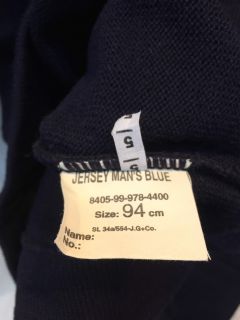 5
JERSEY MAN'S BLUE
8405-99-978-4400
Size: 94 cm
SL 34a/554-J.G+Co.
Name:
No.: